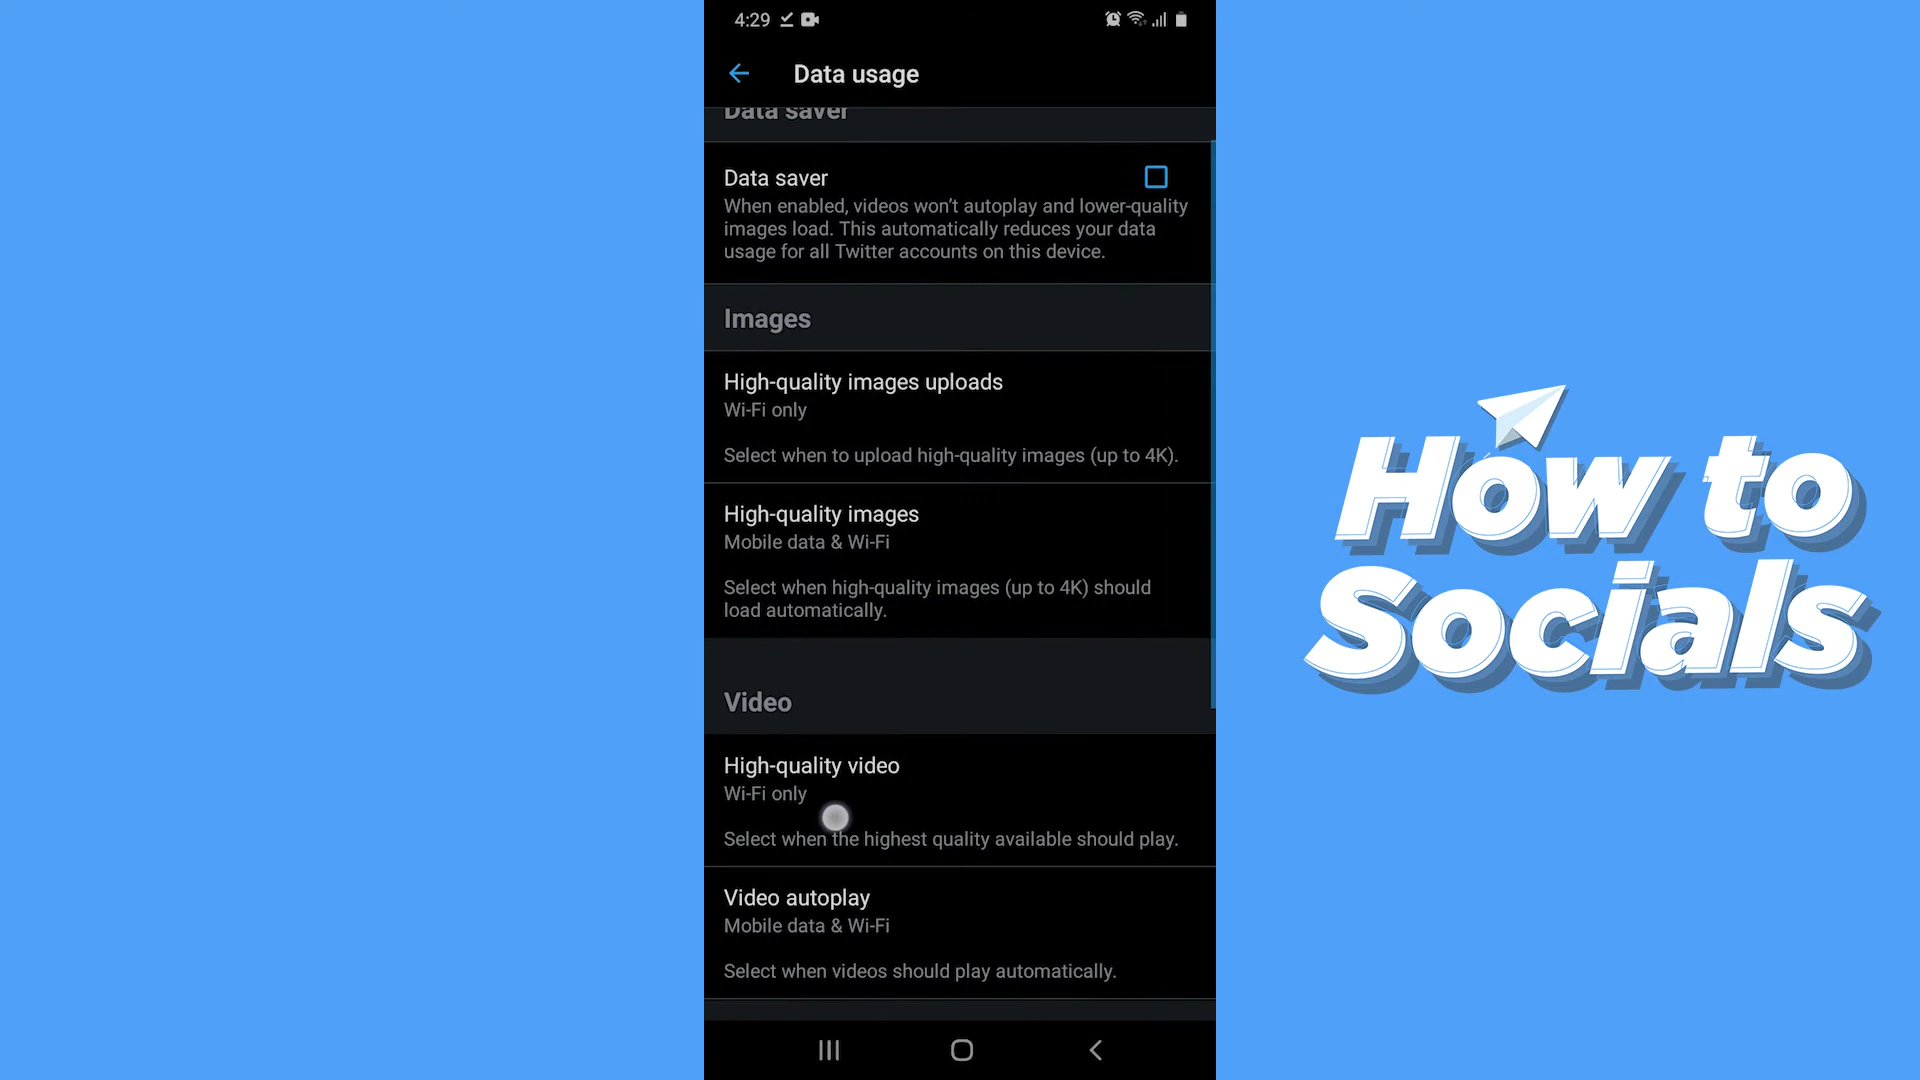 4:29
Data usage
Data saver
Data saver
When enabled, videos won't autoplay and lower-quality
images load. This automatically reduces your data
usage for all Twitter accounts on this device.
Images
High-quality images uploads
Wi-Fi only
Select when to upload high-quality images (up to 4K).
High-quality images
Mobile data & Wi-Fi
Select when high-quality images (up to 4K) should
load automatically.
Video
High-quality video
Wi-Fi only
Select when the highest quality available should play.
Video autoplay
Mobile data & Wi-Fi
Select when videos should play automatically.
How to
Socials